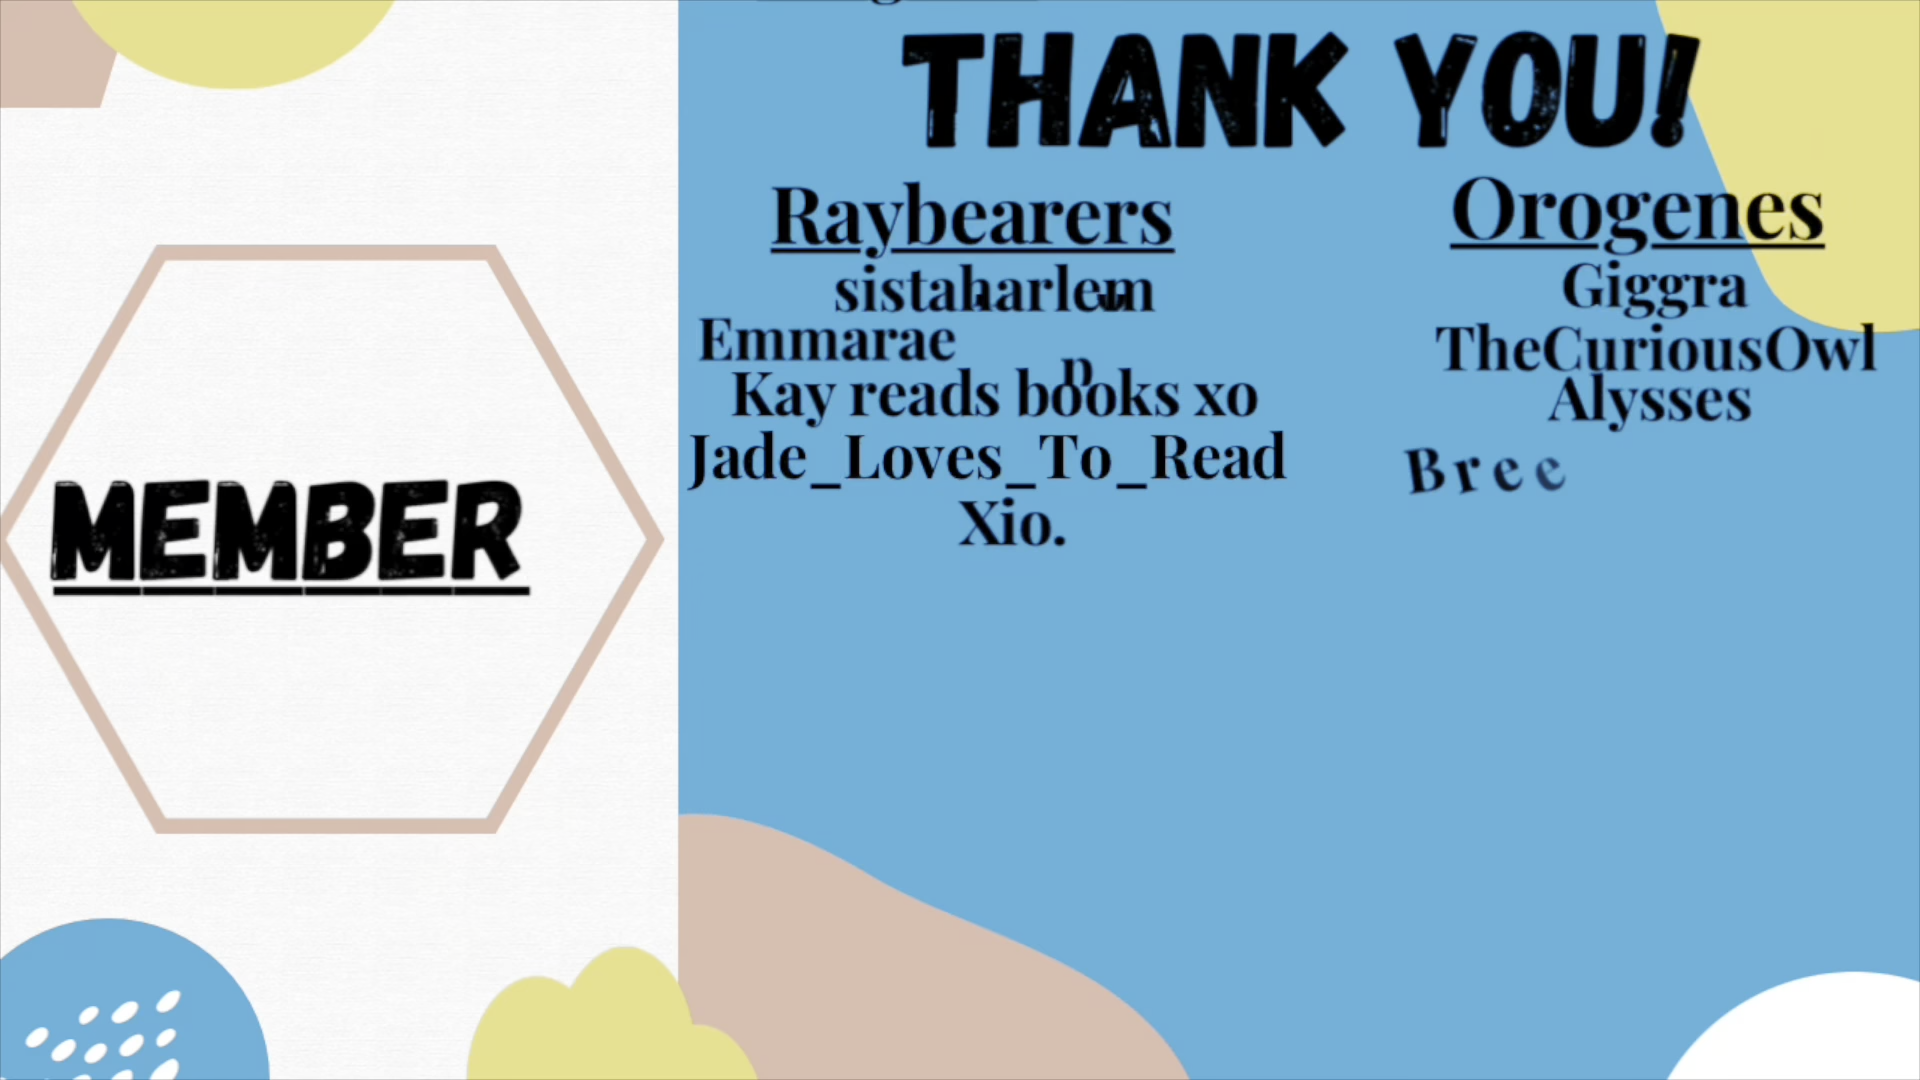 MEMBER
THANK YOU!
Raybearers
sistaharlem
Emmarae
Kay reads books xo
Jade_Loves_To_Read
Xio.
Orogenes
Giggra
TheCuriousOwl
Alysses
Bree